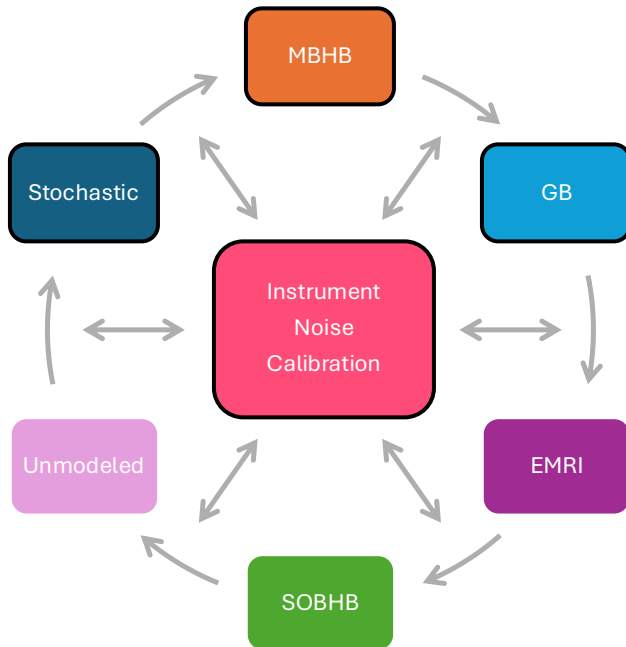 MBHB
Stochastic
GB
Instrument
Noise
Calibration
Unmodeled
EMRI
SOBHB